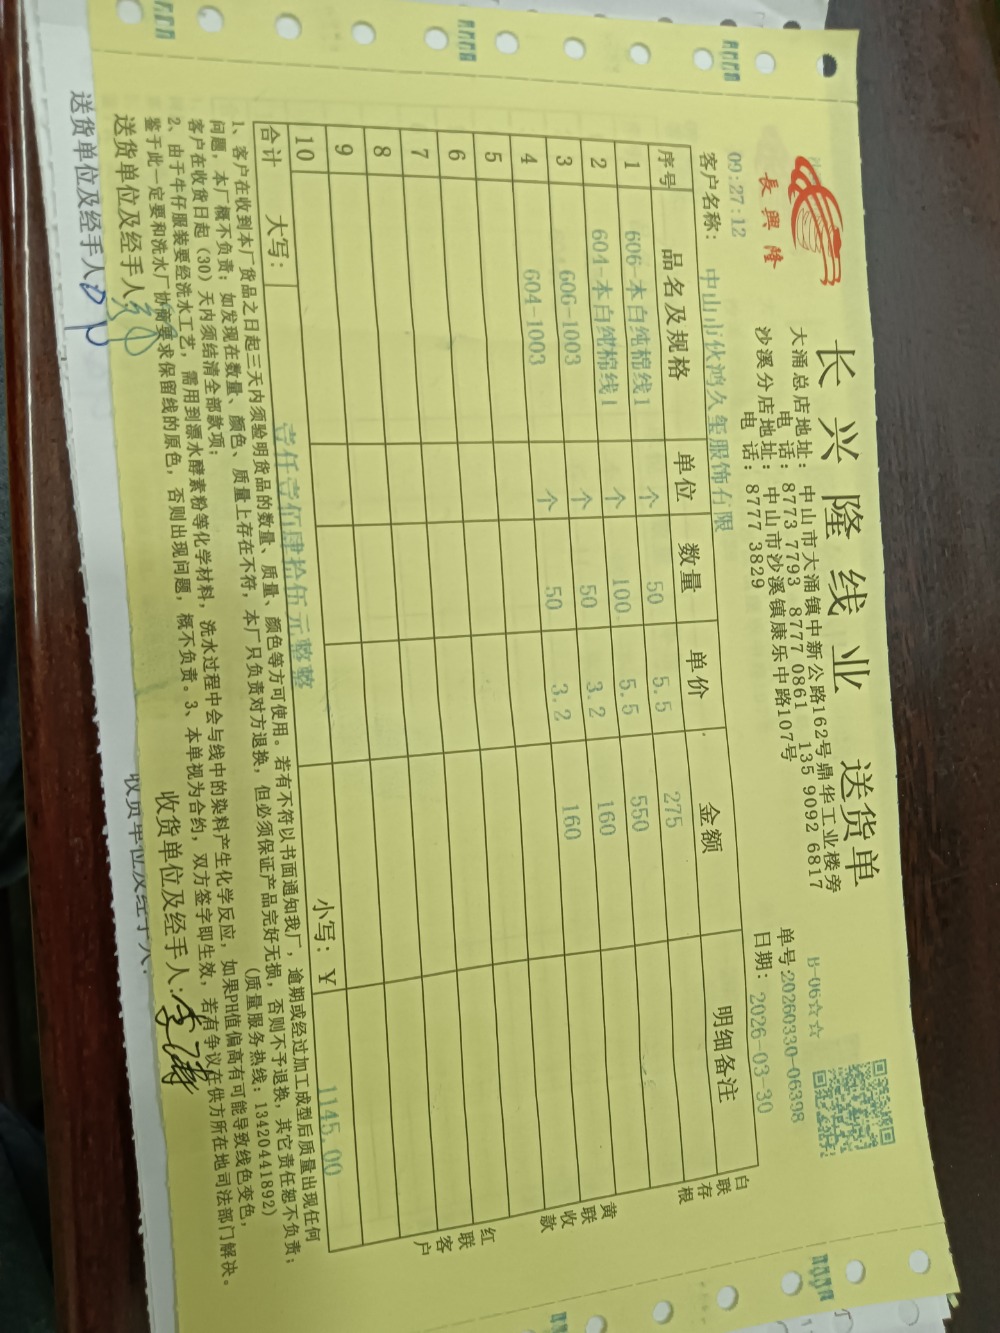 長興隆
长兴隆线业 送货单
大涌总店地址：中山市大涌镇中新公路162号鼎华工业楼旁
电话：8773 7793 8777 0861 135 9092 6817
沙溪分店地址：中山市沙溪镇康乐中路107号
电话：8777 3829
B-06☆☆
单号:20260330-06398
日期：2026-03-30
09:27:12
客户名称：中山市伙鸿久玺服饰有限
序号 品名及规格 单位 数量 单价 金额 明细备注
1 606-本白纯棉线1 个 50 5.5 275
2 604-本白纯棉线1 个 100 5.5 550
3 606-1003 个 50 3.2 160
4 604-1003 个 50 3.2 160
5
6
7
8
9
10
合计 大写：壹仟壹佰肆拾伍元整整 小写：¥ 1145.00
白联存根
黄联收款
红联客户
1、客户在收到本厂货品之日起三天内须验明货品的数量、质量、颜色等方可使用。若有不符以书面通知我厂，逾期或经过加工成型后质量出现任何
问题，本厂概不负责；如发现在数量、颜色、质量上存在不符，本厂只负责对方退换，但必须保证产品完好无损，否则不予退换，其它责任恕不负责；
客户在收货日起（30）天内须结清全部款项； （质量服务热线：13420441892）
2、由于牛仔服装要经洗水工艺，需用到漂水酵素粉等化学材料，洗水过程中会与线中的染料产生化学反应，如果PH值偏高有可能导致线色变色，
鉴于此一定要和洗水厂协商要求保留线的原色，否则出现问题，概不负责。3、本单视为合约，双方签字即生效，若有争议在供方所在地司法部门解决。
送货单位及经手人： 收货单位及经手人：
送货单位及经手人 收货单位及经手人：